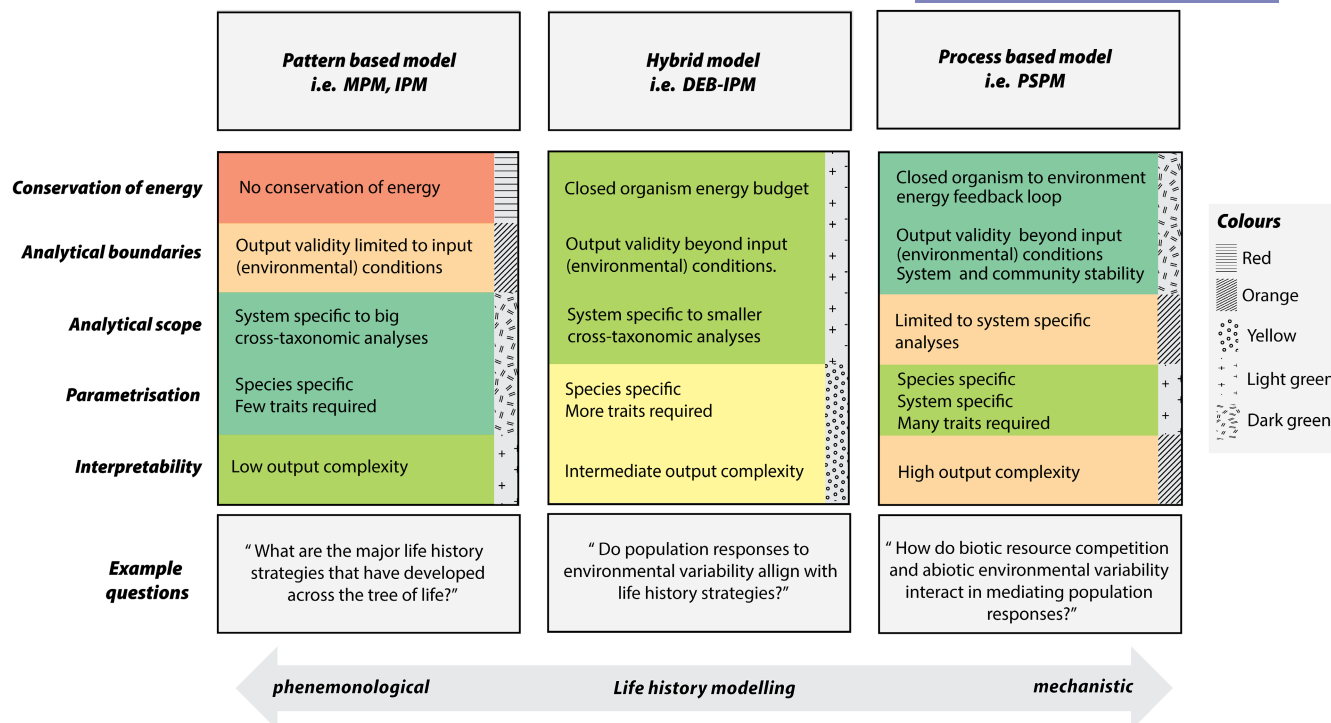 Pattern based model
i.e. MPM, IPM
Hybrid model
i.e. DEB-IPM
Process based model
i.e. PSPM
Conservation of energy
No conservation of energy
Closed organism energy budget
Closed organism to environment
energy feedback loop
Analytical boundaries
Output validity limited to input
(environmental) conditions
Output validity beyond input
(environmental) conditions.
Output validity beyond input
(environmental) conditions
System and community stability
Analytical scope
System specific to big
cross-taxonomic analyses
System specific to smaller
cross-taxonomic analyses
Limited to system specific
analyses
Parametrisation
Species specific
Few traits required
Species specific
More traits required
Species specific
System specific
Many traits required
Interpretability
Low output complexity
Intermediate output complexity
High output complexity
Example
questions
“ What are the major life history
strategies that have developed
across the tree of life?”
“ Do population responses to
environmental variability allign with
life history strategies?”
“ How do biotic resource competition
and abiotic environmental variability
interact in mediating population
responses?”
phenemonological
Life history modelling
mechanistic
Colours
Red
Orange
Yellow
Light green
Dark green